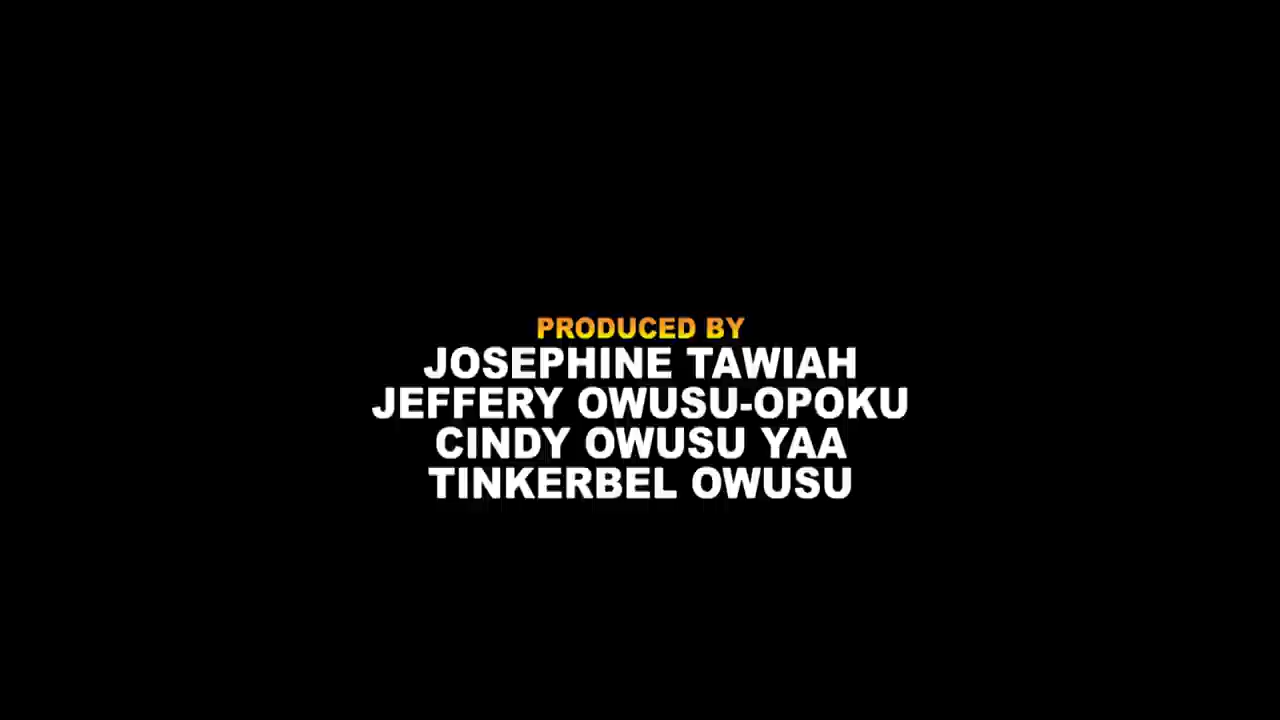 PRODUCED BY
JOSEPHINE TAWIAH
JEFFERY OWUSU-OPOKU
CINDY OWUSU YAA
TINKERBEL OWUSU